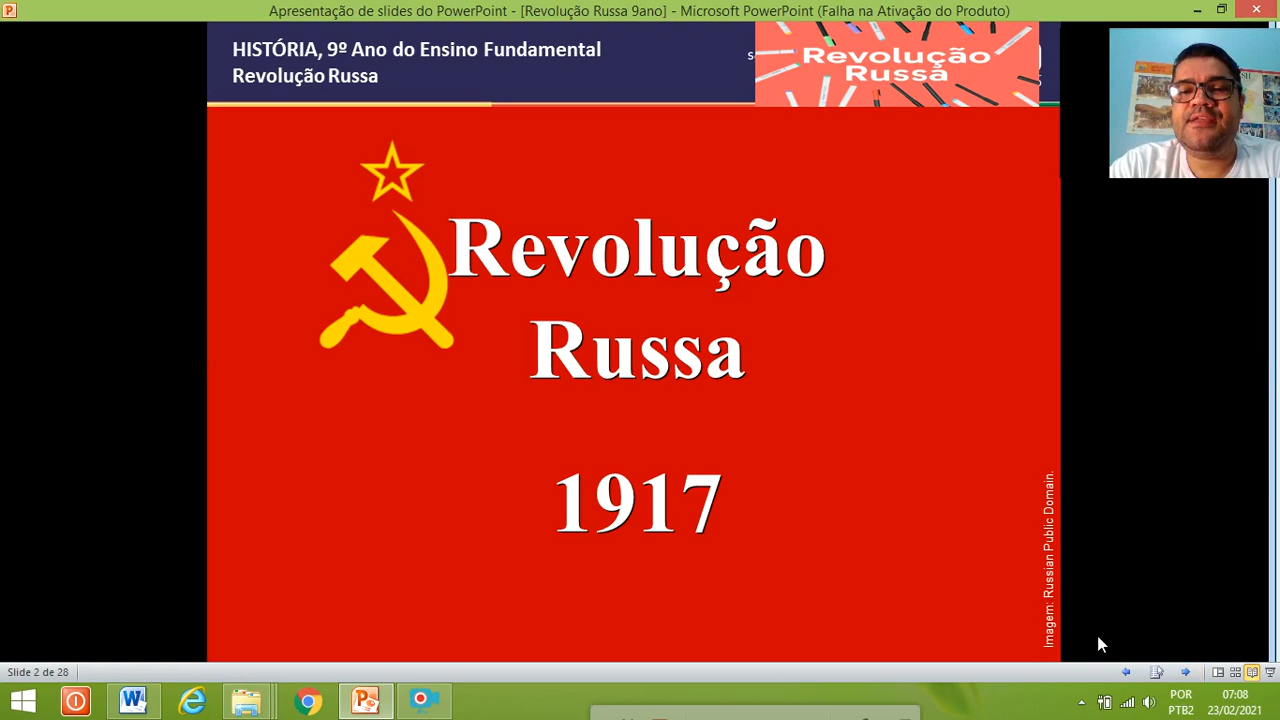 Apresentação de slides do PowerPoint - [Revolução Russa 9ano] - Microsoft PowerPoint (Falha na Ativação do Produto)
HISTÓRIA, 9º Ano do Ensino Fundamental
Revolução Russa
Revolução
Russa
Revolução
Russa
1917
Imagem: Russian Public Domain.
Slide 2 de 28
POR
PTB2
07:08
23/02/2021